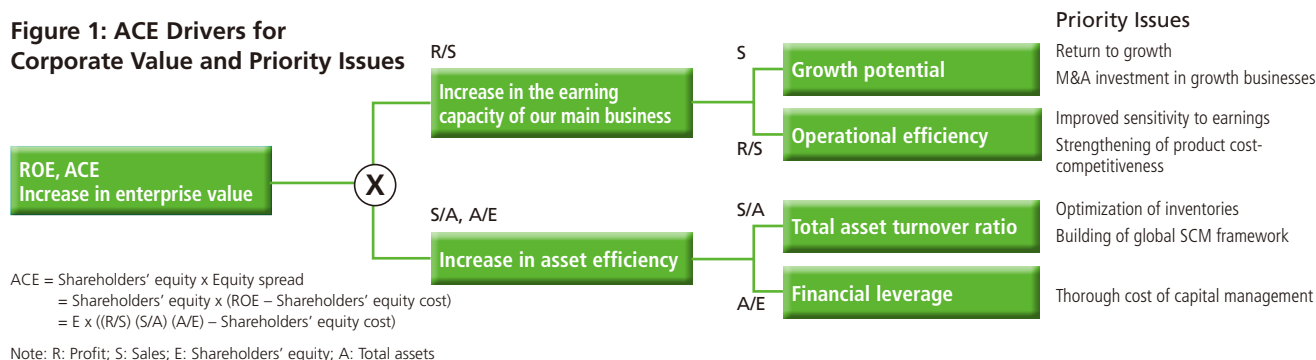 Figure 1: ACE Drivers for
Corporate Value and Priority Issues
ROE, ACE
Increase in enterprise value
X
R/S
Increase in the earning
capacity of our main business
S/A, A/E
Increase in asset efficiency
S
Growth potential
R/S
Operational efficiency
S/A
Total asset turnover ratio
A/E
Financial leverage
Priority Issues
Return to growth
M&A investment in growth businesses
Improved sensitivity to earnings
Strengthening of product cost-
competitiveness
Optimization of inventories
Building of global SCM framework
Thorough cost of capital management
ACE = Shareholders’ equity x Equity spread
= Shareholders’ equity x (ROE – Shareholders’ equity cost)
= E x ((R/S) (S/A) (A/E) – Shareholders’ equity cost)
Note: R: Profit; S: Sales; E: Shareholders’ equity; A: Total assets